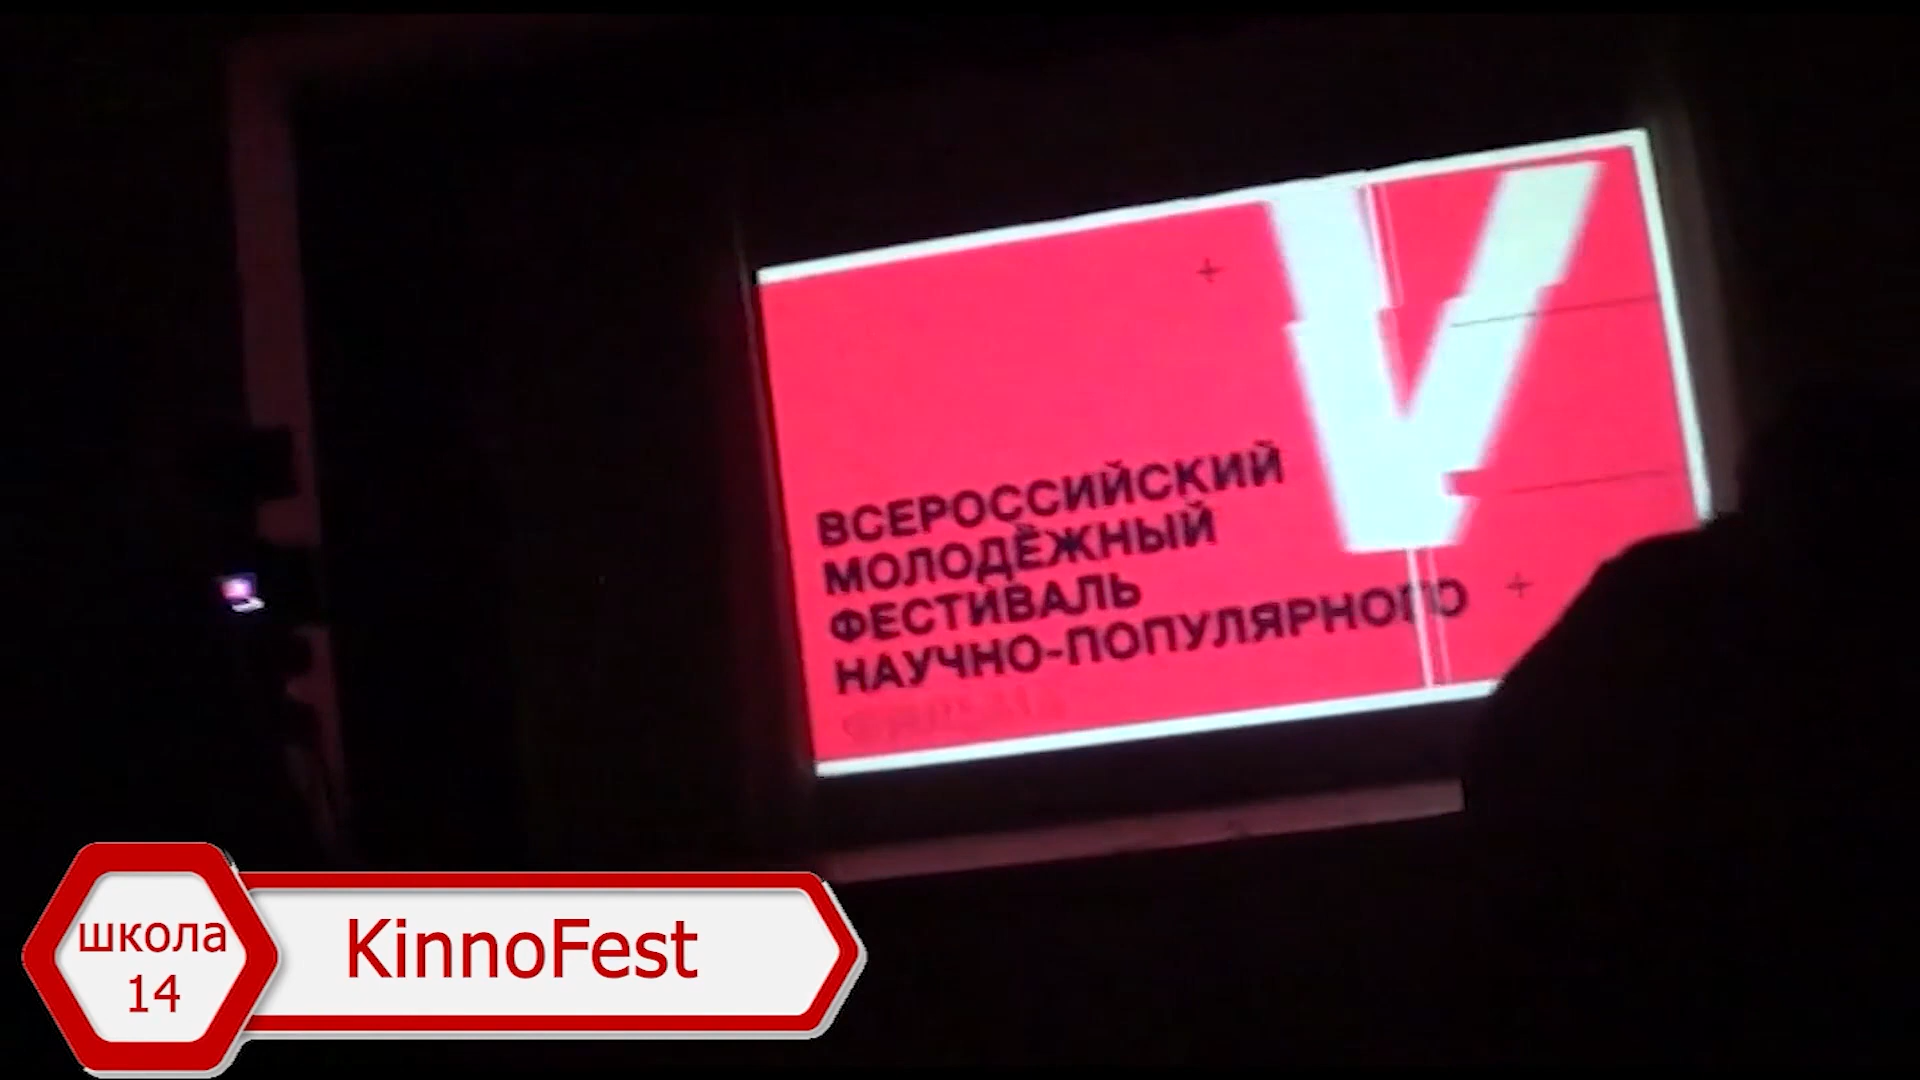 V
ВСЕРОССИЙСКИЙ
МОЛОДЁЖНЫЙ
ФЕСТИВАЛЬ
НАУЧНО-ПОПУЛЯРНОГО
школа
14
KinnoFest